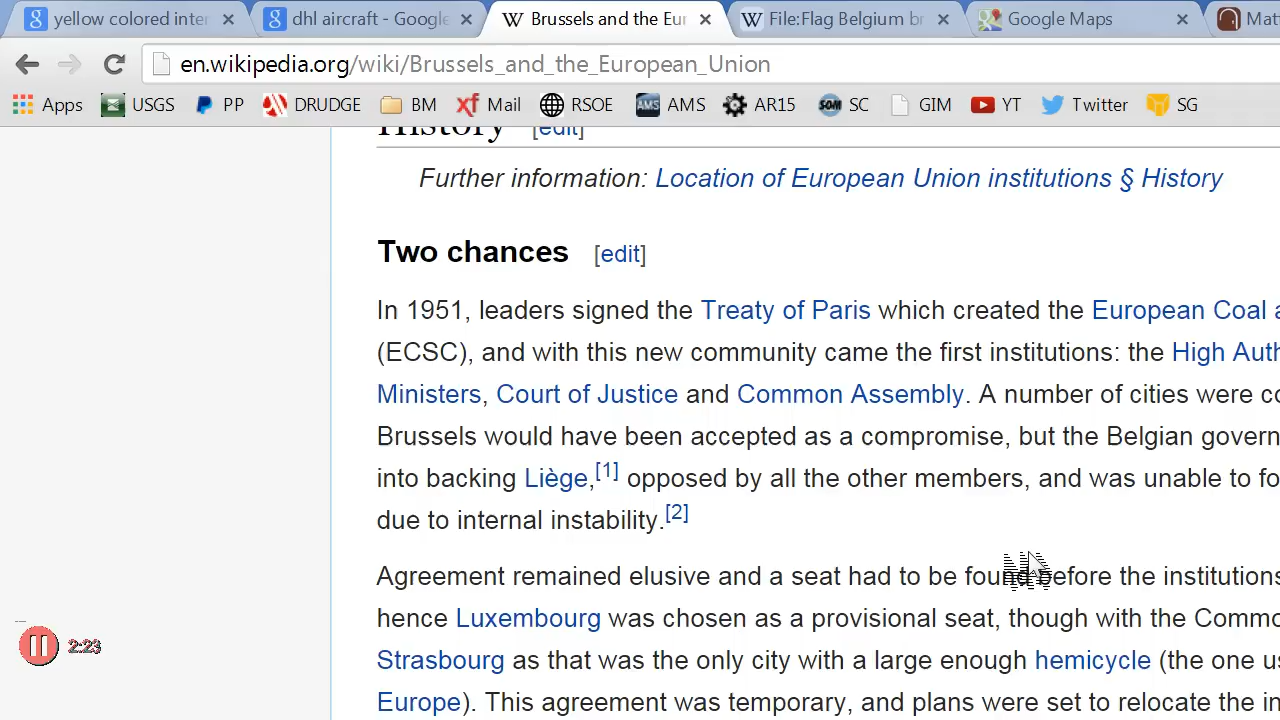 yellow colored inter
dhl aircraft - Google
Brussels and the Eur
File:Flag Belgium br
Google Maps
Mat
en.wikipedia.org/wiki/Brussels_and_the_European_Union
Apps USGS PP DRUDGE BM Mail RSOE AMS AR15 SC GIM YT Twitter SG
History [edit]
Further information: Location of European Union institutions § History
Two chances [edit]
In 1951, leaders signed the Treaty of Paris which created the European Coal a
(ECSC), and with this new community came the first institutions: the High Auth
Ministers, Court of Justice and Common Assembly. A number of cities were co
Brussels would have been accepted as a compromise, but the Belgian govern
into backing Liège,[1] opposed by all the other members, and was unable to fo
due to internal instability.[2]
Agreement remained elusive and a seat had to be found before the institutions
hence Luxembourg was chosen as a provisional seat, though with the Commo
Strasbourg as that was the only city with a large enough hemicycle (the one us
Europe). This agreement was temporary, and plans were set to relocate the in
2:23